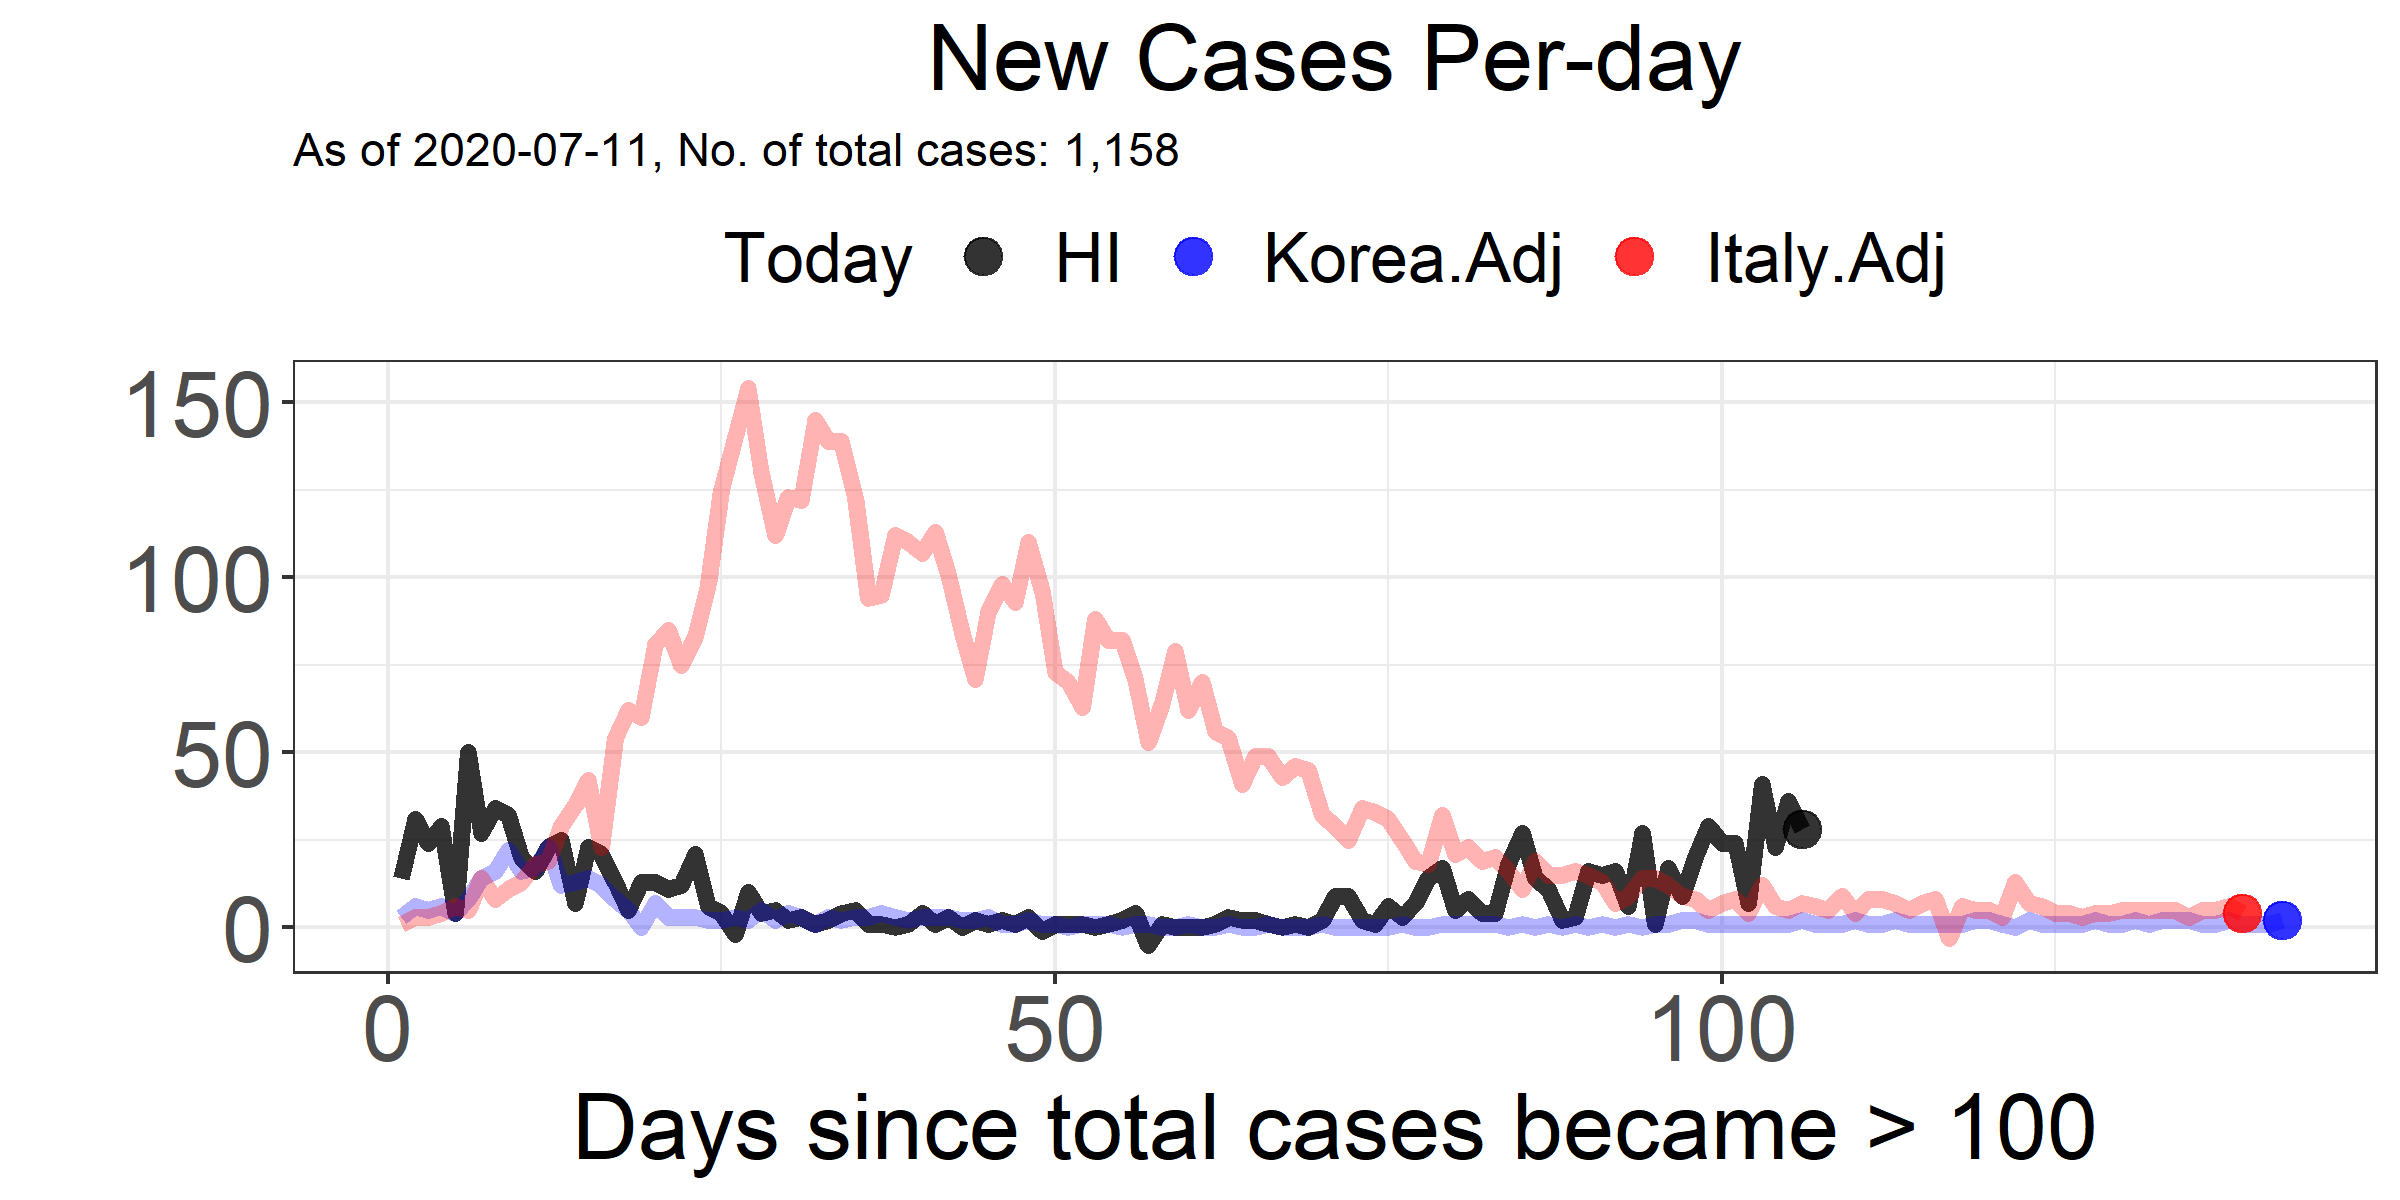 New Cases Per-day
As of 2020-07-11, No. of total cases: 1,158
Today HI Korea.Adj Italy.Adj
150
100
50
0
0 50 100
Days since total cases became > 100